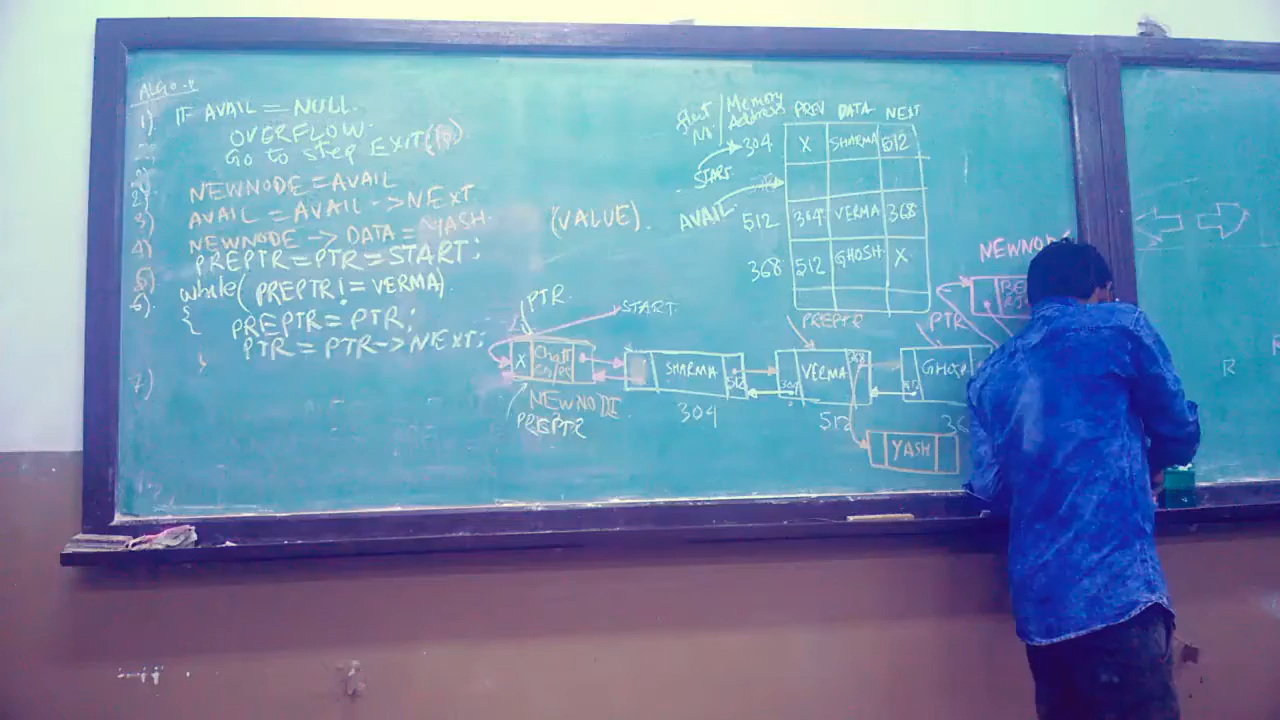 ALGO-
1). IF AVAIL = NULL.
OVERFLOW.
Go to step EXIT
2) NEWNODE = AVAIL
3) AVAIL = AVAIL -> NEXT
4) NEWNODE -> DATA = YASH. (VALUE).
5) PREPTR = PTR = START;
6). while (PREPTR != VERMA)
{
PREPTR = PTR;
PTR = PTR -> NEXT;
}
7)
Memory Address PREV DATA NEXT
304 X SHARMA 512
START
AVAIL
512 304 VERMA 368
368 512 GHOSH X
NEWNODE
PTR START PREPTR PTR
X SHARMA 512 VERMA 368
304 512
NEWNODE
PREPTR
YASH
R